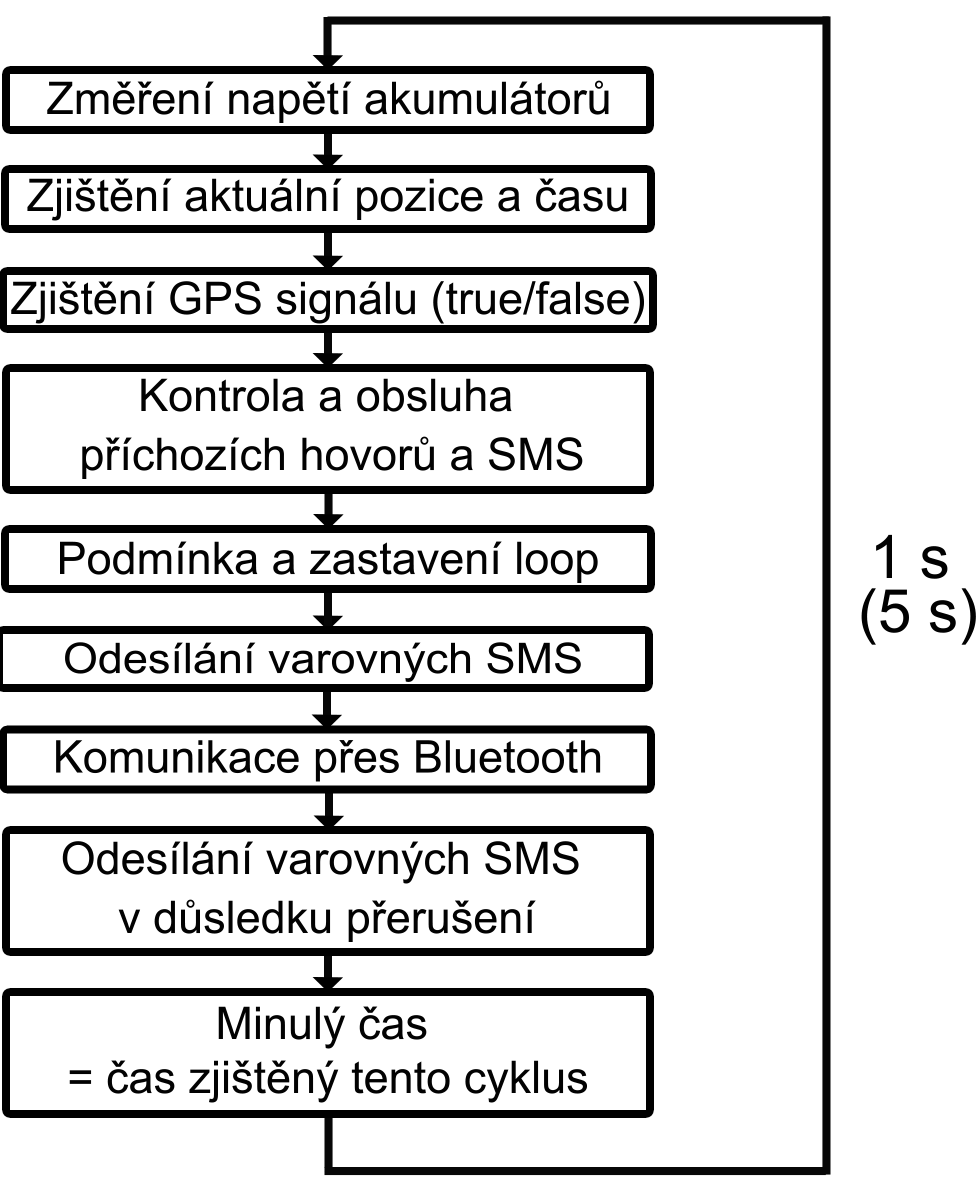 Změření napětí akumulátorů
Zjištění aktuální pozice a času
Zjištění GPS signálu (true/false)
Kontrola a obsluha
příchozích hovorů a SMS
Podmínka a zastavení loop
Odesílání varovných SMS
Komunikace přes Bluetooth
Odesílání varovných SMS
v důsledku přerušení
Minulý čas
= čas zjištěný tento cyklus
1 s
(5 s)